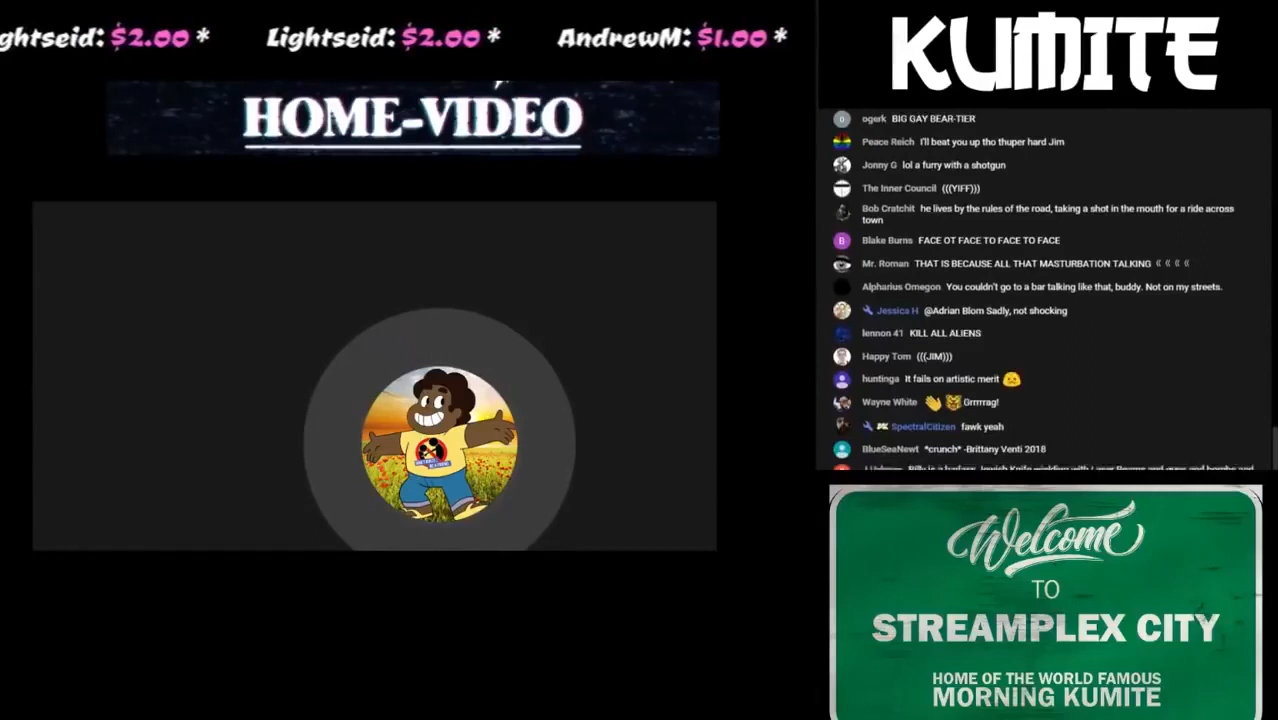 ghtseid: $2.00 * Lightseid: $2.00 * AndrewM: $1.00 *
HOME-VIDEO
KUMITE
ogerk BIG GAY BEAR-TIER
Peace Reich I'll beat you up tho thuper hard Jim
Jonny G lol a furry with a shotgun
The Inner Council (((YIFF)))
Bob Cratchit he lives by the rules of the road, taking a shot in the mouth for a ride across
town
B Blake Burns FACE OT FACE TO FACE TO FACE
Mr. Roman THAT IS BECAUSE ALL THAT MASTURBATION TALKING
Alpharius Omegon You couldn't go to a bar talking like that, buddy. Not on my streets.
Jessica H @Adrian Blom Sadly, not shocking
lennon 41 KILL ALL ALIENS
Happy Tom (((JIM)))
huntinga It fails on artistic merit
Wayne White Grrrrrag!
SpectralCitizen fawk yeah
BlueSeaNewt *crunch* -Brittany Venti 2018
Welcome
TO
STREAMPLEX CITY
HOME OF THE WORLD FAMOUS
MORNING KUMITE